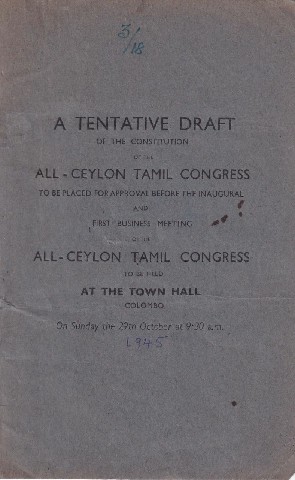 3/18
A TENTATIVE DRAFT
OF THE CONSTITUTION
OF THE
ALL-CEYLON TAMIL CONGRESS
TO BE PLACED FOR APPROVAL BEFORE THE INAUGURAL
AND
FIRST BUSINESS MEETING
OF THE
ALL-CEYLON TAMIL CONGRESS
TO BE HELD
AT THE TOWN HALL
COLOMBO
On Sunday the 29th October at 9-30 a.m.
1945